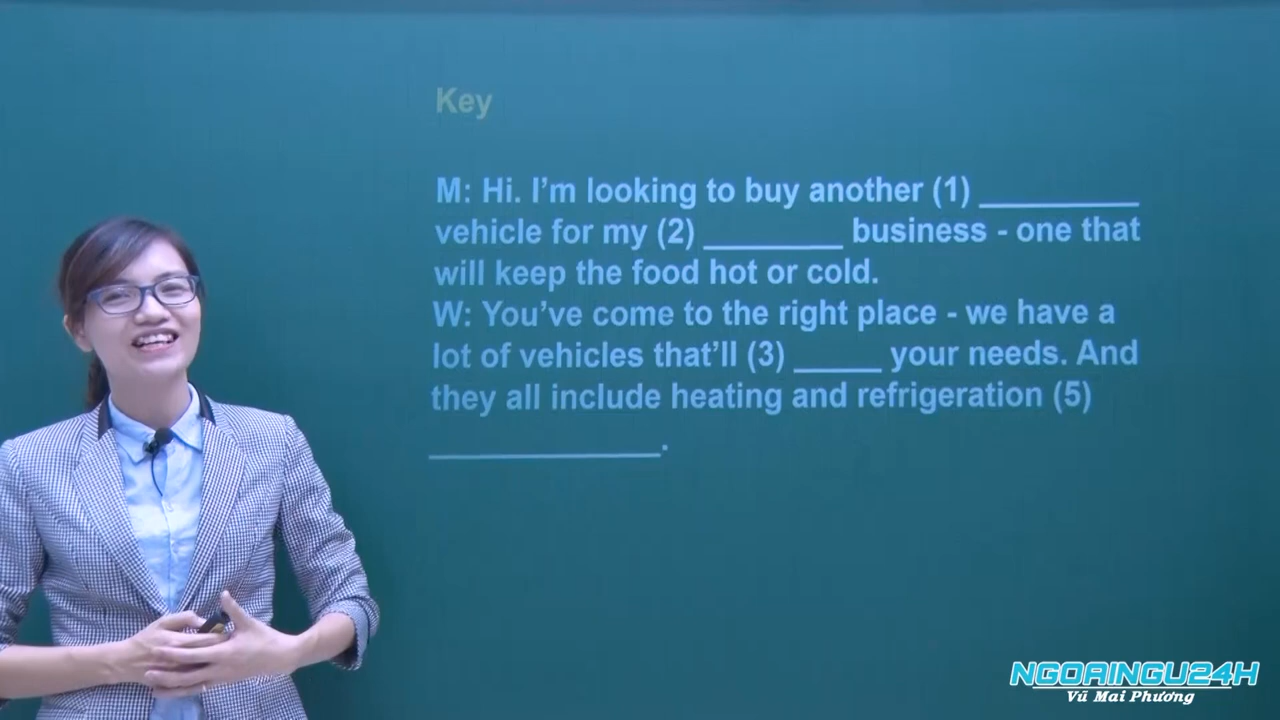 Key
M: Hi. I’m looking to buy another (1) __________
vehicle for my (2) ________ business - one that
will keep the food hot or cold.
W: You’ve come to the right place - we have a
lot of vehicles that’ll (3) _____ your needs. And
they all include heating and refrigeration (5)
______________.
NGOAINGU24H
Vũ Mai Phương